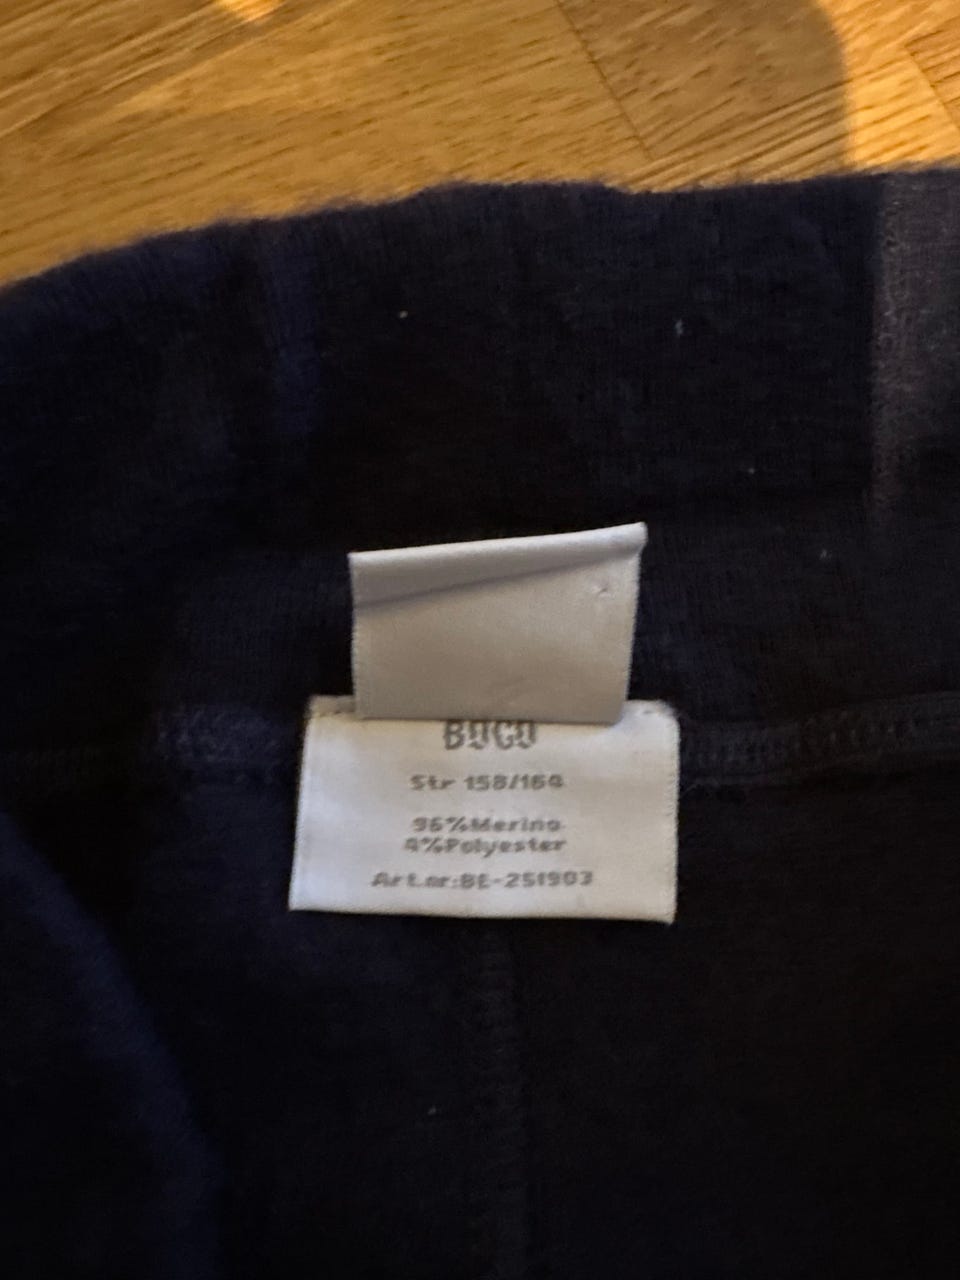 BOGO
Str 158/164
96%Merino
4%Polyester
Art.nr:BE-251903